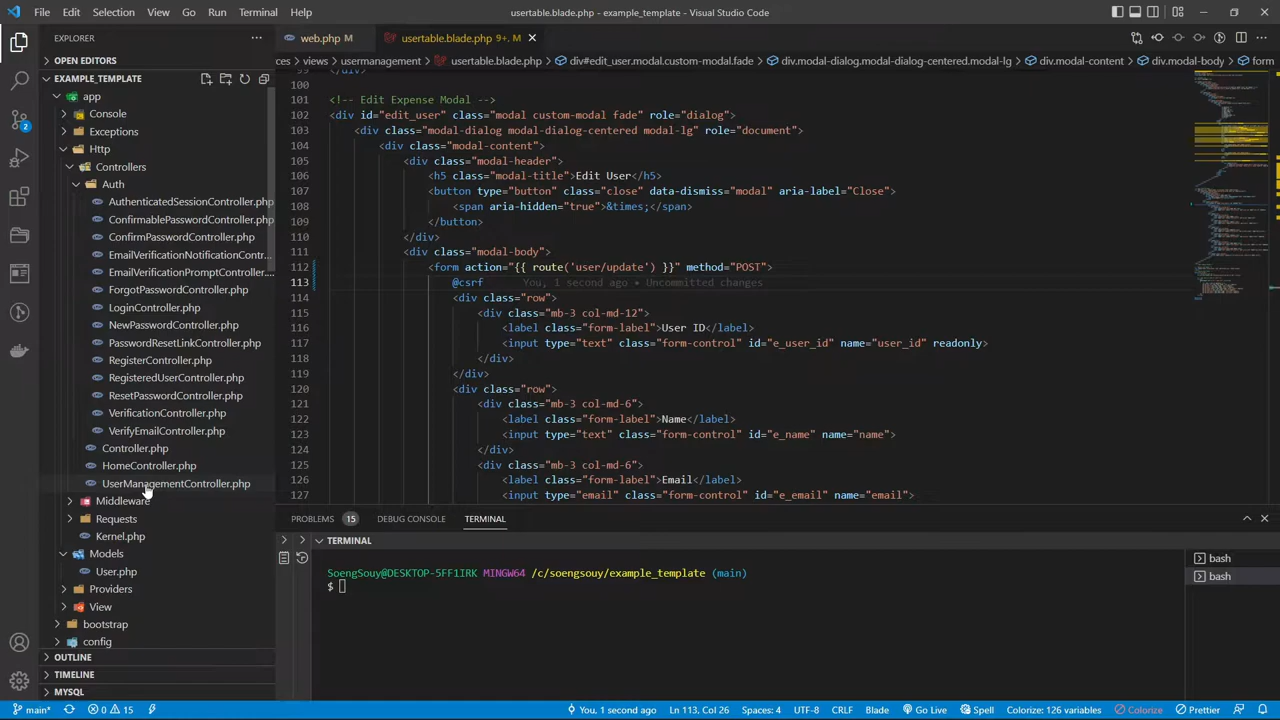 File Edit Selection View Go Run Terminal Help
usertable.blade.php - example_template - Visual Studio Code
EXPLORER
web.php M
usertable.blade.php 9+, M
OPEN EDITORS
ces > views > usermanagement > usertable.blade.php > div#edit_user.modal.custom-modal.fade > div.modal-dialog.modal-dialog-centered.modal-lg > div.modal-content > div.modal-body > form
EXAMPLE_TEMPLATE
app
Console
Exceptions
Http
Controllers
Auth
AuthenticatedSessionController.php
ConfirmablePasswordController.php
ConfirmPasswordController.php
EmailVerificationNotificationContr...
EmailVerificationPromptController....
ForgotPasswordController.php
LoginController.php
NewPasswordController.php
PasswordResetLinkController.php
RegisterController.php
RegisteredUserController.php
ResetPasswordController.php
VerificationController.php
VerifyEmailController.php
Controller.php
HomeController.php
UserManagementController.php
Middleware
Requests
Kernel.php
Models
User.php
Providers
View
bootstrap
config
OUTLINE
TIMELINE
MYSQL
99 </div>
100
101 <!-- Edit Expense Modal -->
102 <div id="edit_user" class="modal custom-modal fade" role="dialog">
103 <div class="modal-dialog modal-dialog-centered modal-lg" role="document">
104 <div class="modal-content">
105 <div class="modal-header">
106 <h5 class="modal-title">Edit User</h5>
107 <button type="button" class="close" data-dismiss="modal" aria-label="Close">
108 <span aria-hidden="true">&times;</span>
109 </button>
110 </div>
111 <div class="modal-body">
112 <form action="{{ route('user/update') }}" method="POST">
113 @csrf You, 1 second ago • Uncommitted changes
114 <div class="row">
115 <div class="mb-3 col-md-12">
116 <label class="form-label">User ID</label>
117 <input type="text" class="form-control" id="e_user_id" name="user_id" readonly>
118 </div>
119 </div>
120 <div class="row">
121 <div class="mb-3 col-md-6">
122 <label class="form-label">Name</label>
123 <input type="text" class="form-control" id="e_name" name="name">
124 </div>
125 <div class="mb-3 col-md-6">
126 <label class="form-label">Email</label>
127 <input type="email" class="form-control" id="e_email" name="email">
PROBLEMS 15 DEBUG CONSOLE TERMINAL
TERMINAL
SoengSouy@DESKTOP-5FF1IRK MINGW64 /c/soengsouy/example_template (main)
$
bash
bash
2
main* 0 15 You, 1 second ago Ln 113, Col 26 Spaces: 4 UTF-8 CRLF Blade Go Live Spell Colorize: 126 variables Colorize Prettier